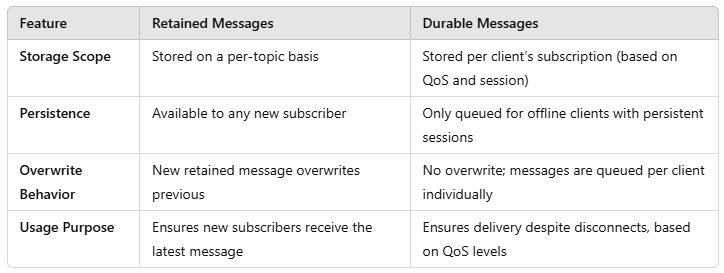 Feature Retained Messages Durable Messages
Storage Scope Stored on a per-topic basis Stored per client's subscription (based on
QoS and session)
Persistence Available to any new subscriber Only queued for offline clients with persistent
sessions
Overwrite New retained message overwrites No overwrite; messages are queued per client
Behavior previous individually
Usage Purpose Ensures new subscribers receive the Ensures delivery despite disconnects, based
latest message on QoS levels